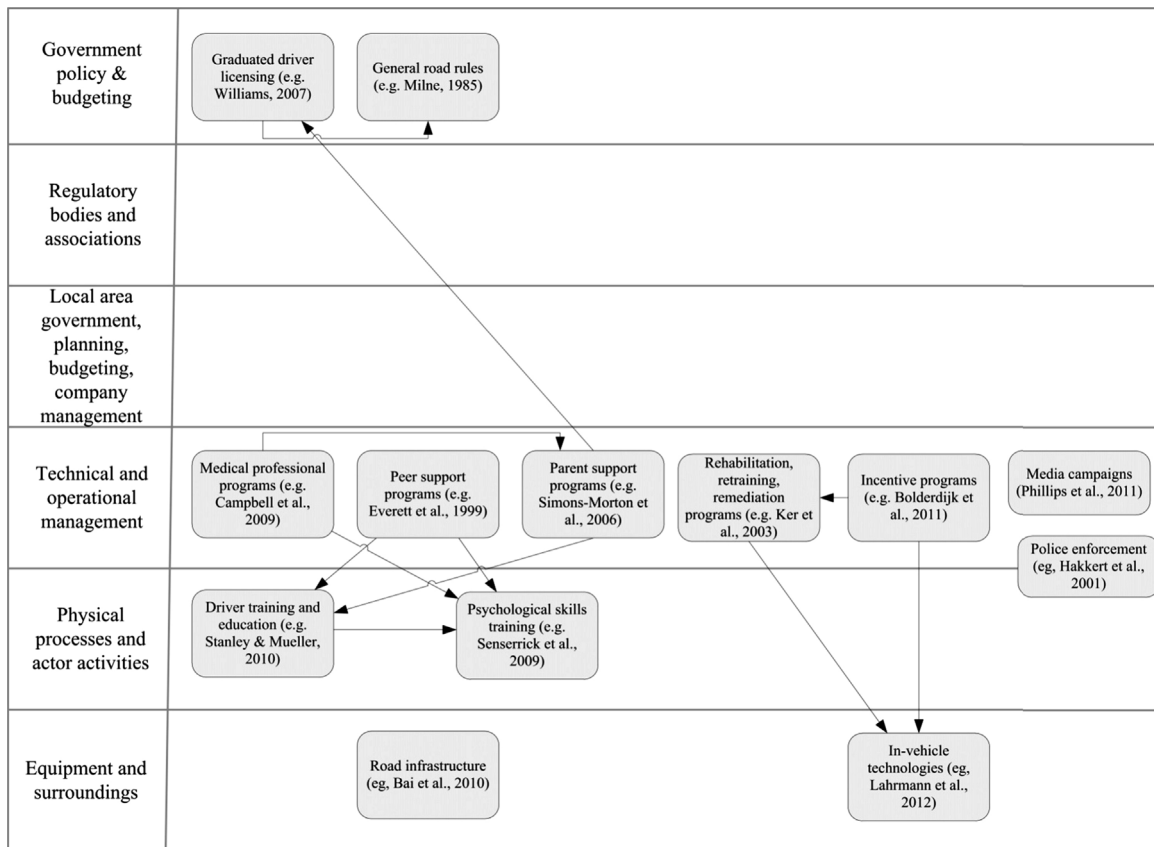 Government
policy &
budgeting
Graduated driver
licensing (e.g.
Williams, 2007)
General road rules
(e.g. Milne, 1985)
Regulatory
bodies and
associations
Local area
government,
planning,
budgeting,
company
management
Technical and
operational
management
Medical professional
programs (e.g.
Campbell et al.,
2009)
Peer support
programs (e.g.
Everett et al., 1999)
Parent support
programs (e.g.
Simons-Morton
et al., 2006)
Rehabilitation,
retraining,
remediation
programs (e.g. Ker
et al., 2003)
Incentive programs
(e.g. Bolderdijk et
al., 2011)
Media campaigns
(Phillips et al., 2011)
Police enforcement
(eg, Hakkert et al.,
2001)
Physical
processes and
actor activities
Driver training and
education (e.g.
Stanley & Mueller,
2010)
Psychological skills
training (e.g.
Senserrick et al.,
2009)
Equipment and
surroundings
Road infrastructure
(eg, Bai et al., 2010)
In-vehicle
technologies (eg,
Lahrmann et al.,
2012)